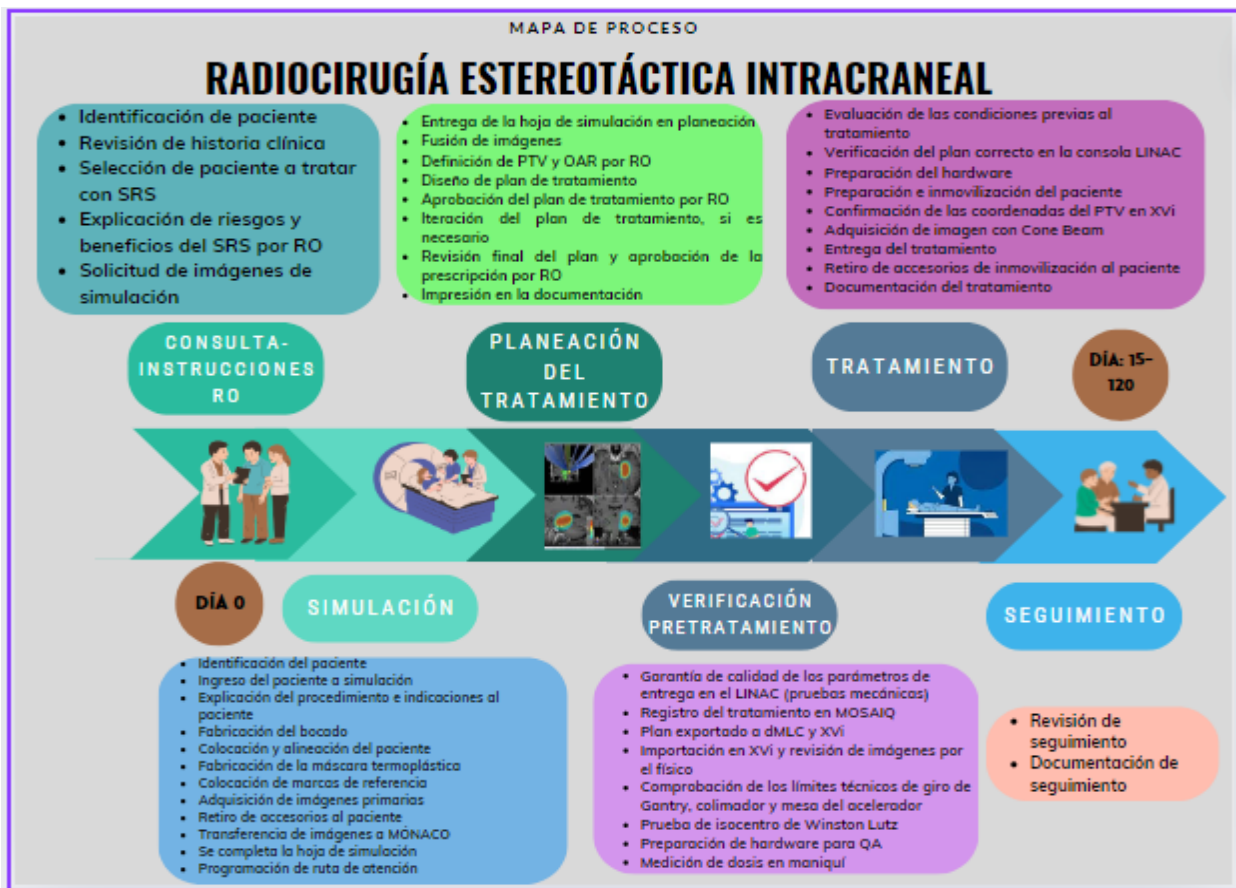 MAPA DE PROCESO
RADIOCIRUGÍA ESTEREOTÁCTICA INTRACRANEAL
• Identificación de paciente
• Revisión de historia clínica
• Selección de paciente a tratar
con SRS
• Explicación de riesgos y
beneficios del SRS por RO
• Solicitud de imágenes de
simulación
• Entrega de la hoja de simulación en planeación
• Fusión de imágenes
• Definición de PTV y OAR por RO
• Diseño de plan de tratamiento
• Aprobación del plan de tratamiento por RO
• Iteración del plan de tratamiento, si es
necesario
• Revisión final del plan y aprobación de la
prescripción por RO
• Impresión en la documentación
• Evaluación de las condiciones previas al
tratamiento
• Verificación del plan correcto en la consola LINAC
• Preparación del hardware
• Preparación e inmovilización del paciente
• Confirmación de las coordenadas del PTV en XVi
• Adquisición de imagen con Cone Beam
• Entrega del tratamiento
• Retiro de accesorios de inmovilización al paciente
• Documentación del tratamiento
CONSULTA-
INSTRUCCIONES
RO
PLANEACIÓN
DEL
TRATAMIENTO
TRATAMIENTO
DÍA: 15-
120
DÍA 0
SIMULACIÓN
VERIFICACIÓN
PRETRATAMIENTO
SEGUIMIENTO
• Identificación del paciente
• Ingreso del paciente a simulación
• Explicación del procedimiento e indicaciones al
paciente
• Fabricación del bocado
• Colocación y alineación del paciente
• Fabricación de la máscara termoplástica
• Colocación de marcas de referencia
• Adquisición de imágenes primarias
• Retiro de accesorios al paciente
• Transferencia de imágenes a MÓNACO
• Se completa la hoja de simulación
• Programación de ruta de atención
• Garantía de calidad de los parámetros de
entrega en el LINAC (pruebas mecánicas)
• Registro del tratamiento en MOSAIQ
• Plan exportado a dMLC y XVi
• Importación en XVi y revisión de imágenes por
el físico
• Comprobación de los límites técnicos de giro de
Gantry, colimador y mesa del acelerador
• Prueba de isocentro de Winston Lutz
• Preparación de hardware para QA
• Medición de dosis en maniquí
• Revisión de
seguimiento
• Documentación de
seguimiento